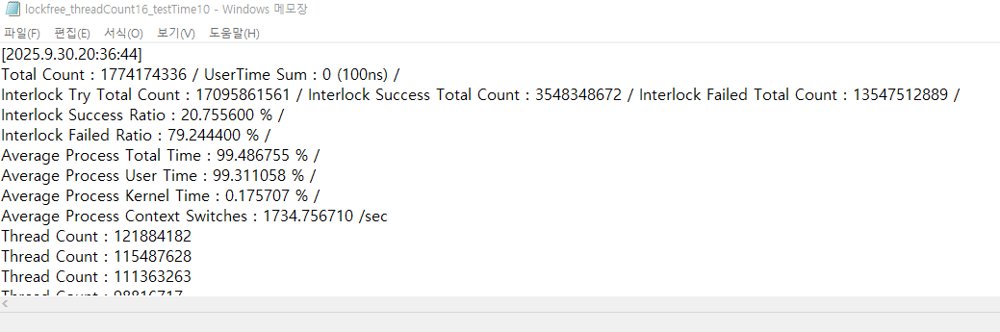 lockfree_threadCount16_testTime10 - Windows 메모장
파일(F) 편집(E) 서식(O) 보기(V) 도움말(H)
[2025.9.30.20:36:44]
Total Count : 1774174336 / UserTime Sum : 0 (100ns) /
Interlock Try Total Count : 17095861561 / Interlock Success Total Count : 3548348672 / Interlock Failed Total Count : 13547512889 /
Interlock Success Ratio : 20.755600 % /
Interlock Failed Ratio : 79.244400 % /
Average Process Total Time : 99.486755 % /
Average Process User Time : 99.311058 % /
Average Process Kernel Time : 0.175707 % /
Average Process Context Switches : 1734.756710 /sec
Thread Count : 121884182
Thread Count : 115487628
Thread Count : 111363263
Thread Count : 98816717